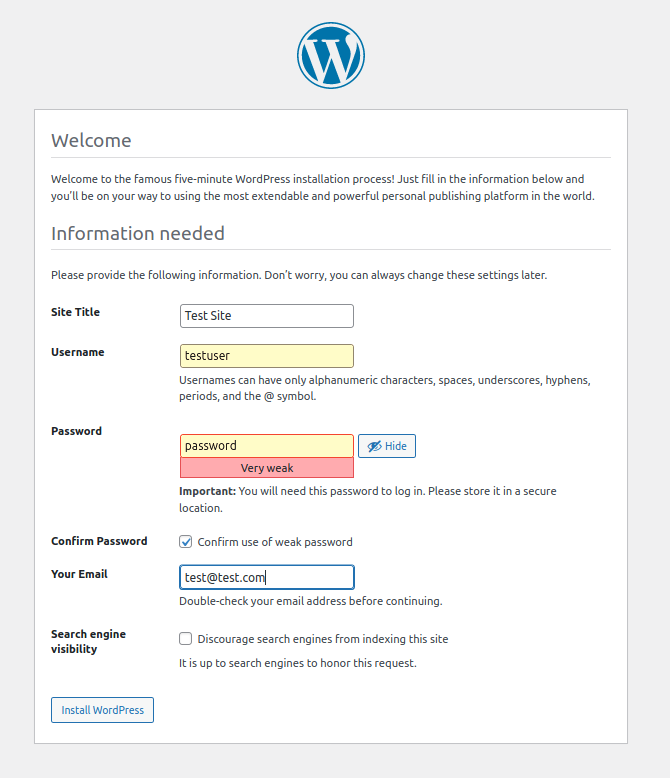 Welcome
Welcome to the famous five-minute WordPress installation process! Just fill in the information below and
you'll be on your way to using the most extendable and powerful personal publishing platform in the world.
Information needed
Please provide the following information. Don't worry, you can always change these settings later.
Site Title
Test Site
Username
testuser
Usernames can have only alphanumeric characters, spaces, underscores, hyphens,
periods, and the @ symbol.
Password
password
Hide
Very weak
Important: You will need this password to log in. Please store it in a secure
location.
Confirm Password
Confirm use of weak password
Your Email
test@test.com
Double-check your email address before continuing.
Search engine
visibility
Discourage search engines from indexing this site
It is up to search engines to honor this request.
Install WordPress